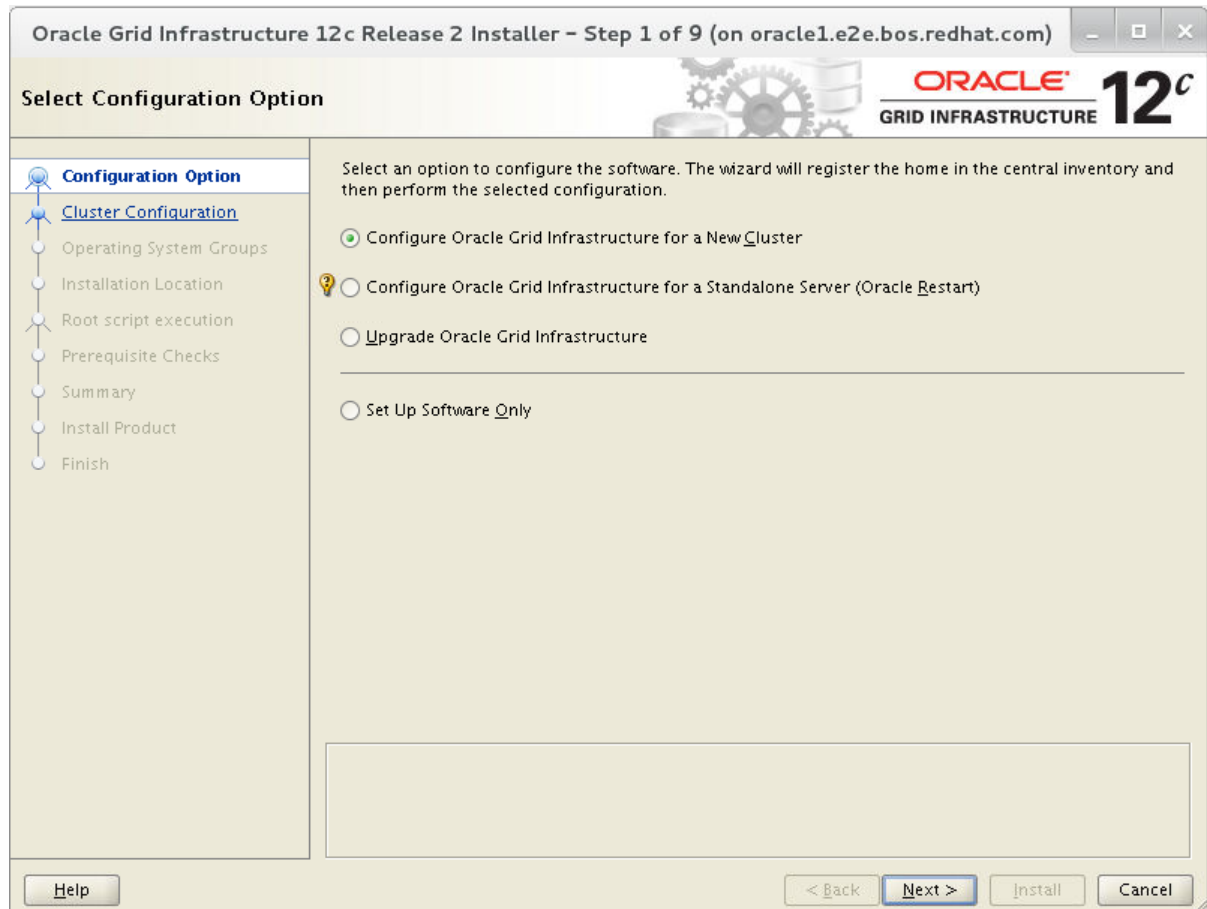 Oracle Grid Infrastructure 12c Release 2 Installer - Step 1 of 9 (on oracle1.e2e.bos.redhat.com)
Select Configuration Option
ORACLE
GRID INFRASTRUCTURE
12c
Configuration Option
Cluster Configuration
Operating System Groups
Installation Location
Root script execution
Prerequisite Checks
Summary
Install Product
Finish
Select an option to configure the software. The wizard will register the home in the central inventory and
then perform the selected configuration.
Configure Oracle Grid Infrastructure for a New Cluster
Configure Oracle Grid Infrastructure for a Standalone Server (Oracle Restart)
Upgrade Oracle Grid Infrastructure
Set Up Software Only
Help
< Back
Next >
Install
Cancel